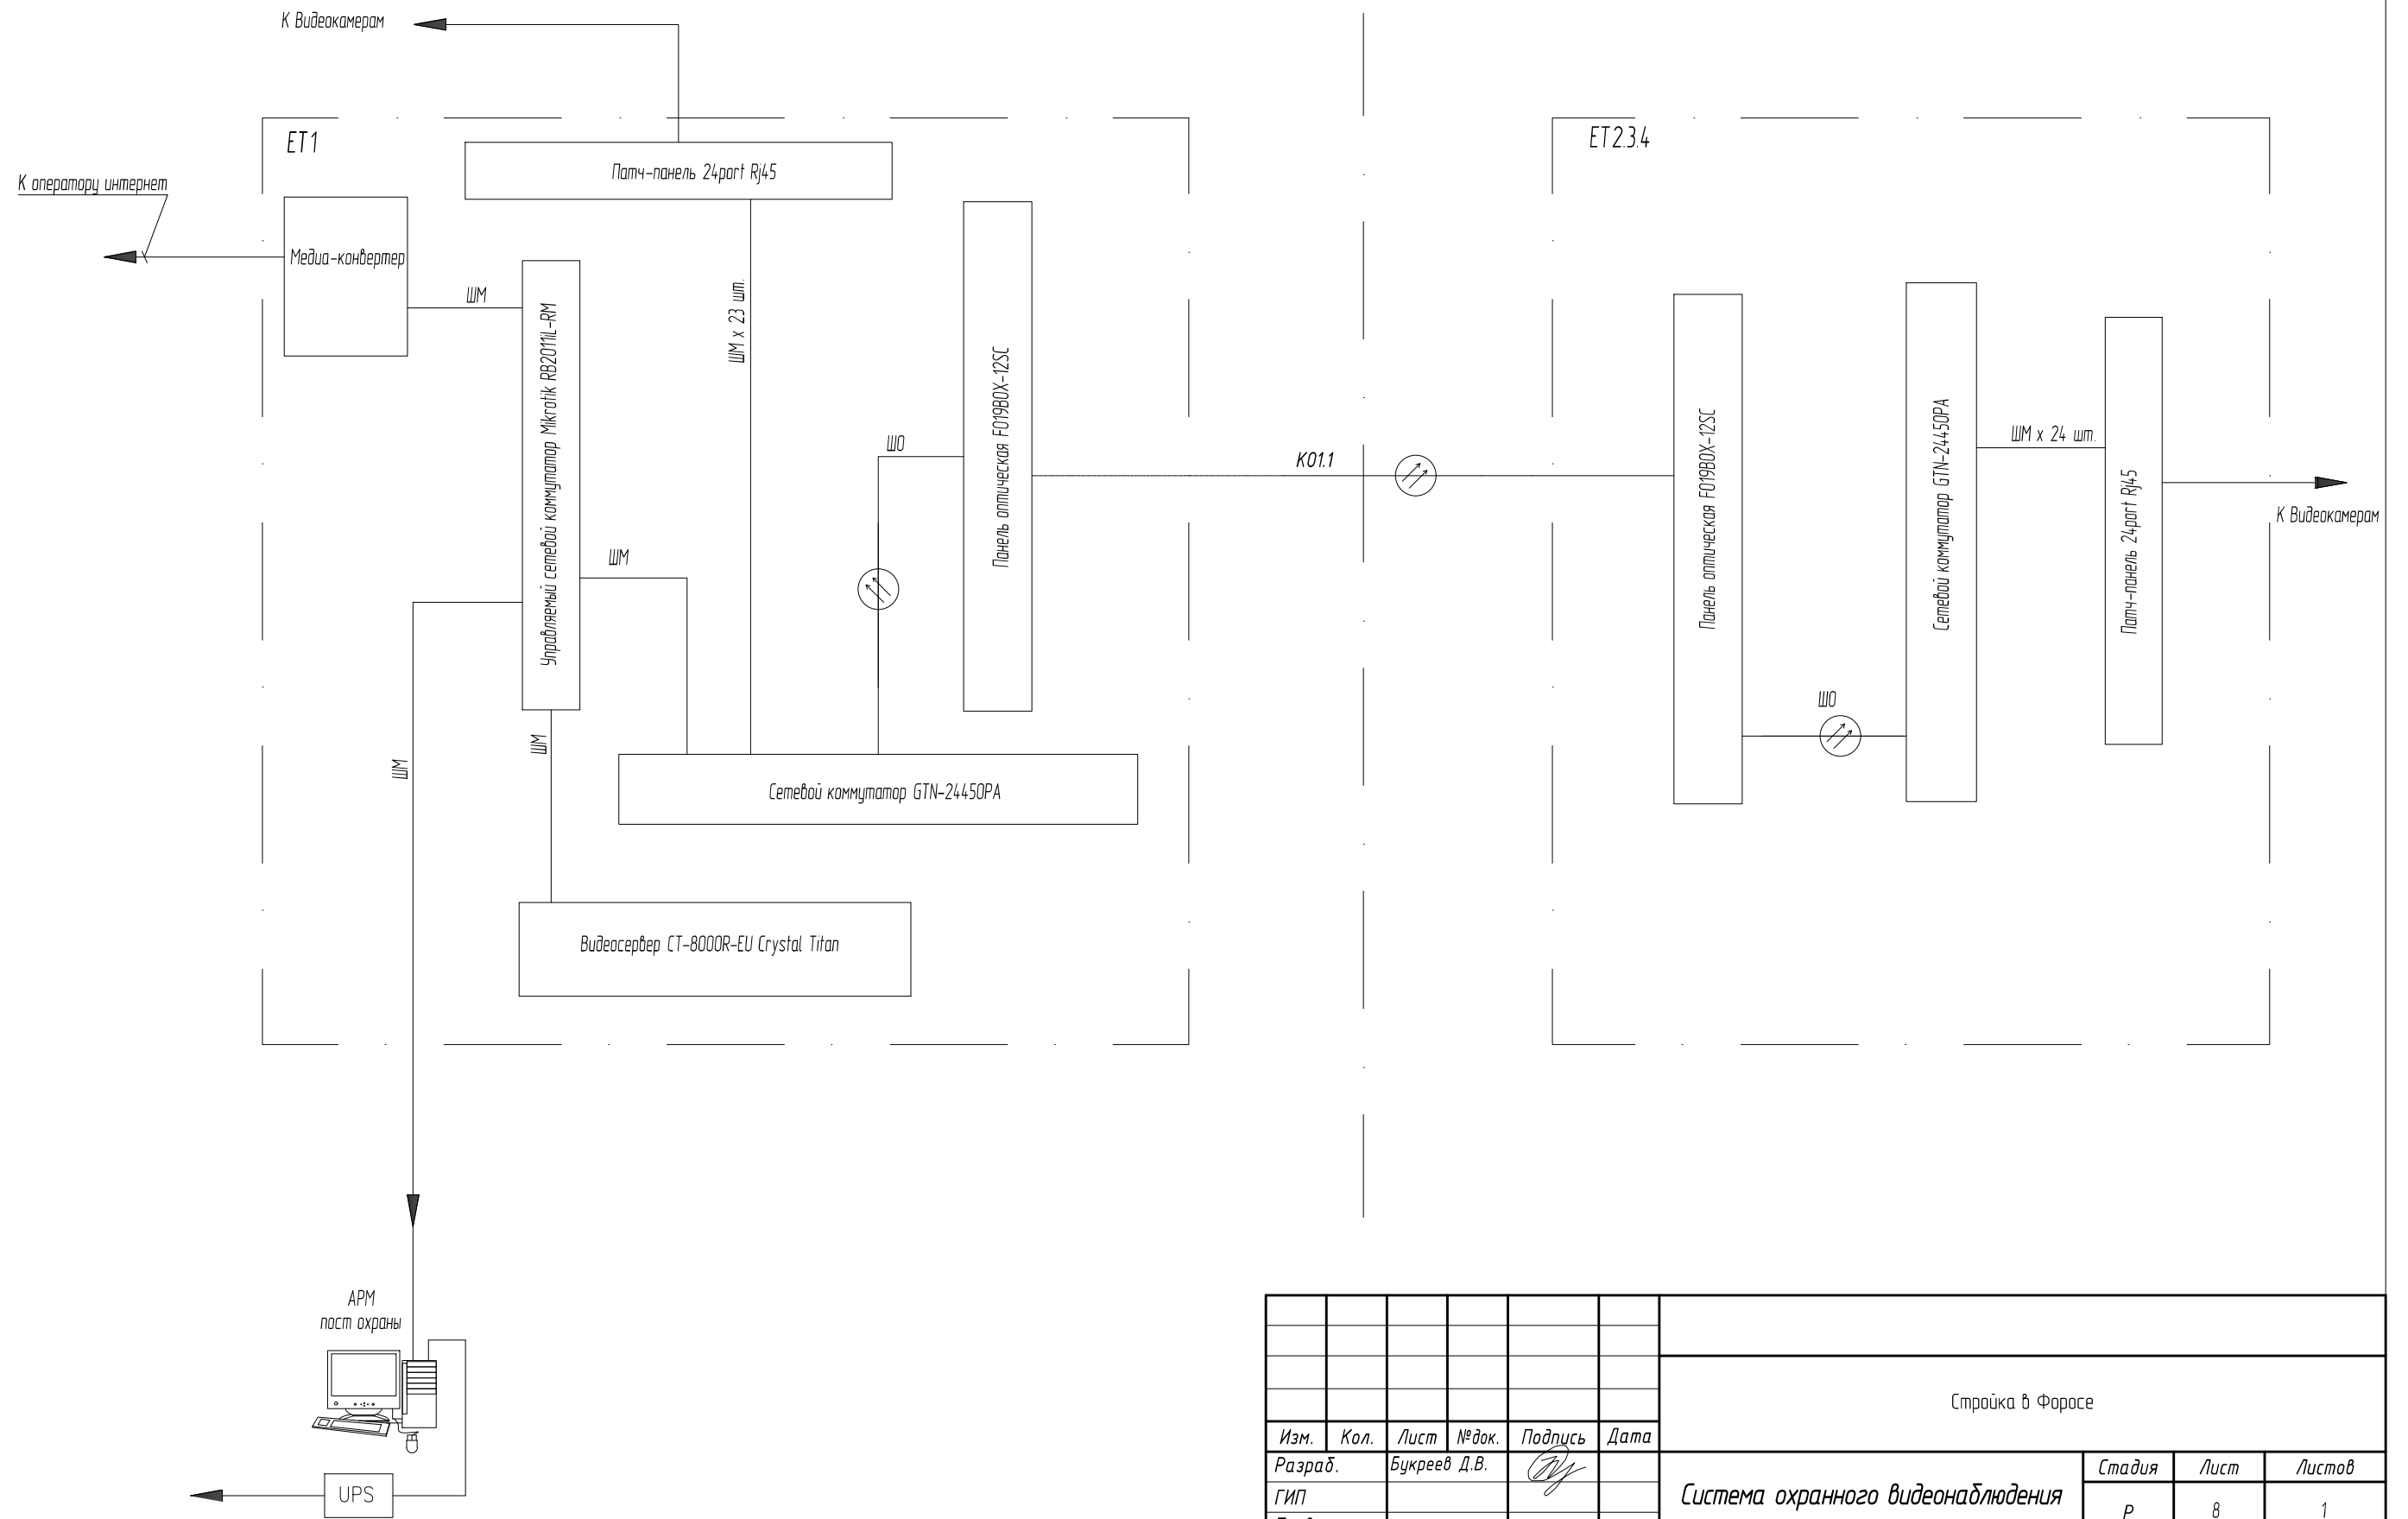 К Видеокамерам
ЕТ1
ЕТ2.3.4
К оператору интернет
Патч-панель 24port Rj45
Медиа-конвертер
ШМ
Управляемый сетевой коммутатор Mikrotik RB2011iL-RM
ШМ х 23 шт.
ШО
Панель оптическая FO19BOX-12SC
КО1.1
Панель оптическая FO19BOX-12SC
Сетевой коммутатор GTN-24450PA
ШМ х 24 шт.
Патч-панель 24port Rj45
К Видеокамерам
ШМ
ШМ
ШМ
ШО
Сетевой коммутатор GTN-24450PA
Видеосервер CT-8000R-EU Crystal Titan
АРМ
пост охраны
UPS
Стройка в Форосе
Изм. Кол. Лист №док. Подпись Дата
Разраб. Букреев Д.В.
ГИП
Система охранного видеонаблюдения
Стадия Лист Листов
Р 8 1